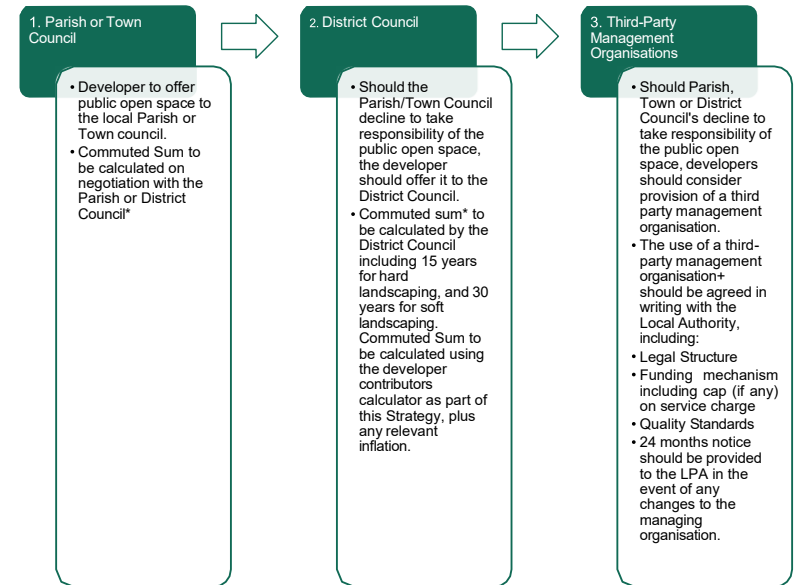 1. Parish or Town
Council
• Developer to offer
public open space to
the local Parish or
Town council.
• Commuted Sum to
be calculated on
negotiation with the
Parish or District
Council*
2. District Council
• Should the
Parish/Town Council
decline to take
responsibility of the
public open space,
the developer
should offer it to the
District Council.
• Commuted sum* to
be calculated by the
District Council
including 15 years
for hard
landscaping, and 30
years for soft
landscaping.
Commuted Sum to
be calculated using
the developer
contributors
calculator as part of
this Strategy, plus
any relevant
inflation.
3. Third-Party
Management
Organisations
• Should Parish,
Town or District
Council's decline to
take responsibility of
the public open
space, developers
should consider
provision of a third
party management
organisation.
• The use of a third-
party management
organisation+
should be agreed in
writing with the
Local Authority,
including:
• Legal Structure
• Funding mechanism
including cap (if any)
on service charge
• Quality Standards
• 24 months notice
should be provided
to the LPA in the
event of any
changes to the
managing
organisation.